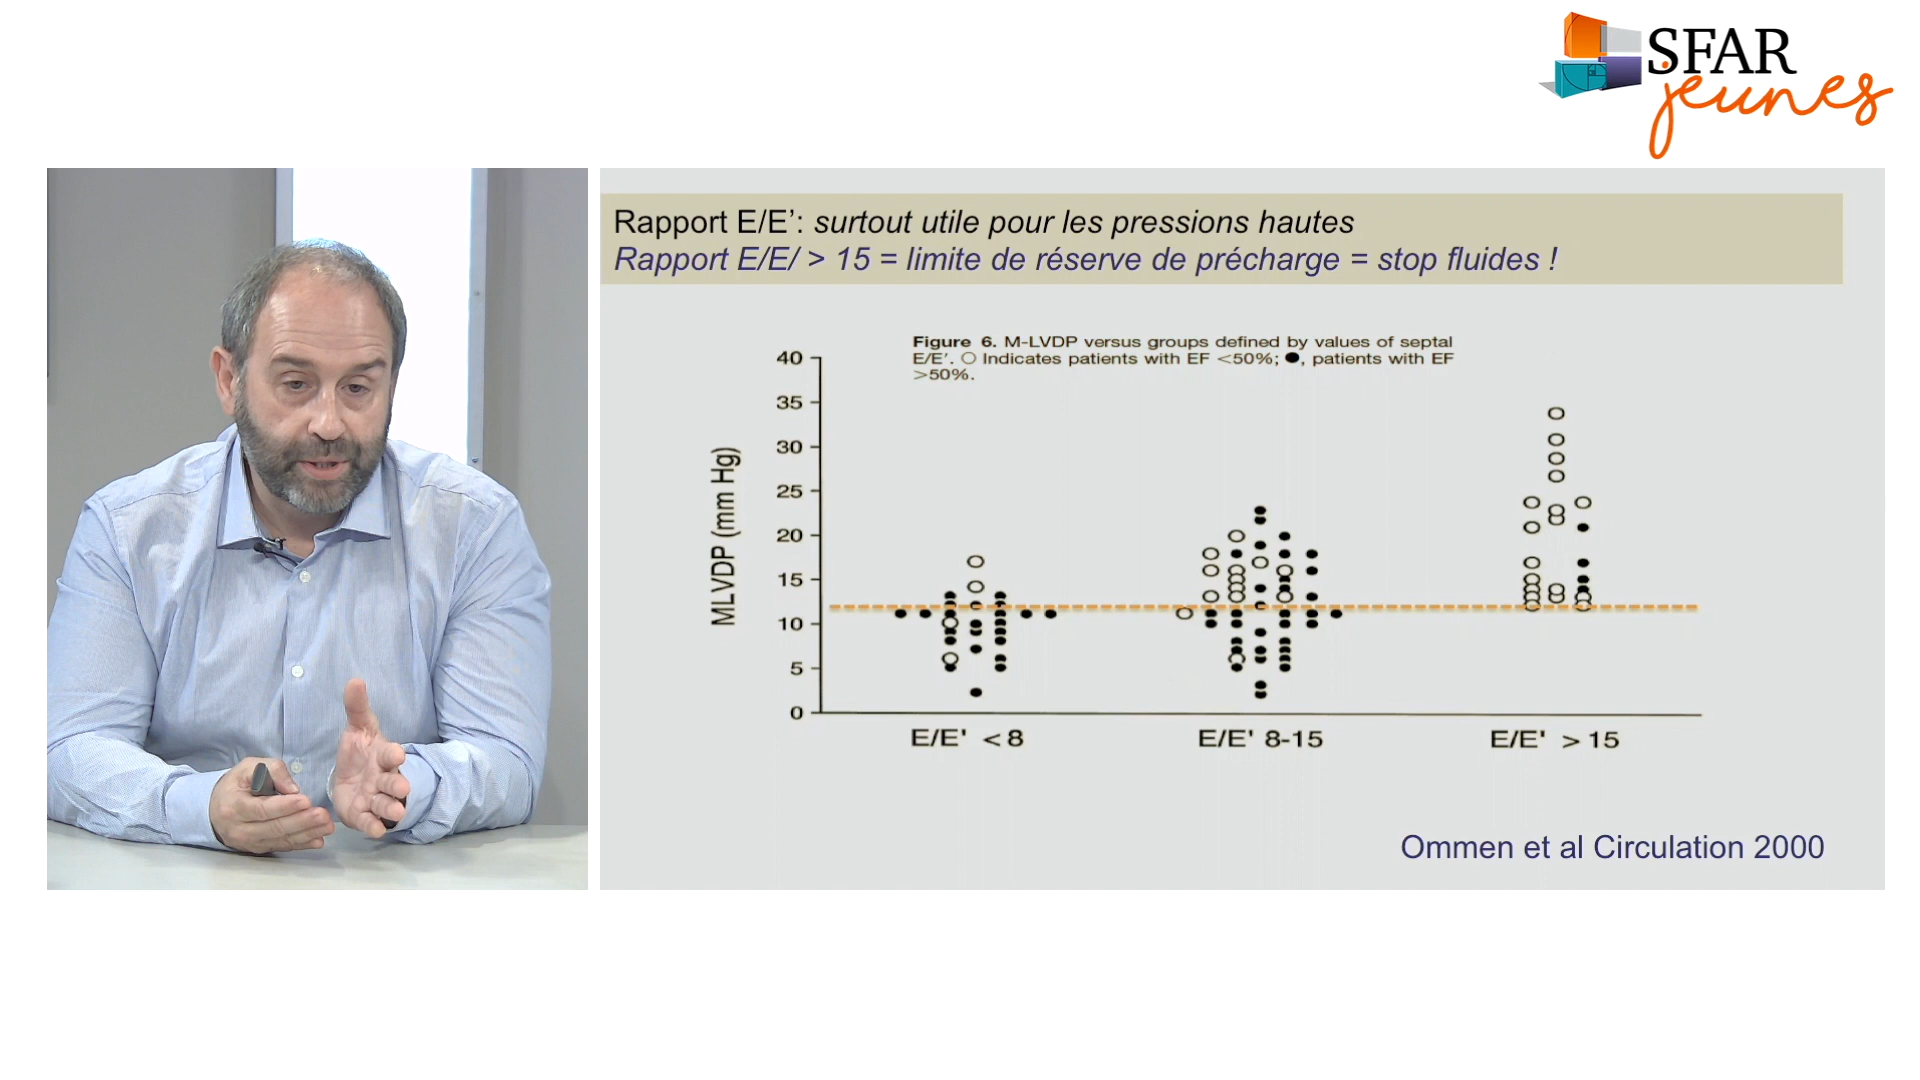 SFAR
jeunes
Rapport E/E’: surtout utile pour les pressions hautes
Rapport E/E/ > 15 = limite de réserve de précharge = stop fluides !
Figure 6. M-LVDP versus groups defined by values of septal
E/E′. ○ Indicates patients with EF <50%; ●, patients with EF
>50%.
MLVDP (mm Hg)
40
35
30
25
20
15
10
5
0
E/E' <8
E/E' 8-15
E/E' >15
Ommen et al Circulation 2000